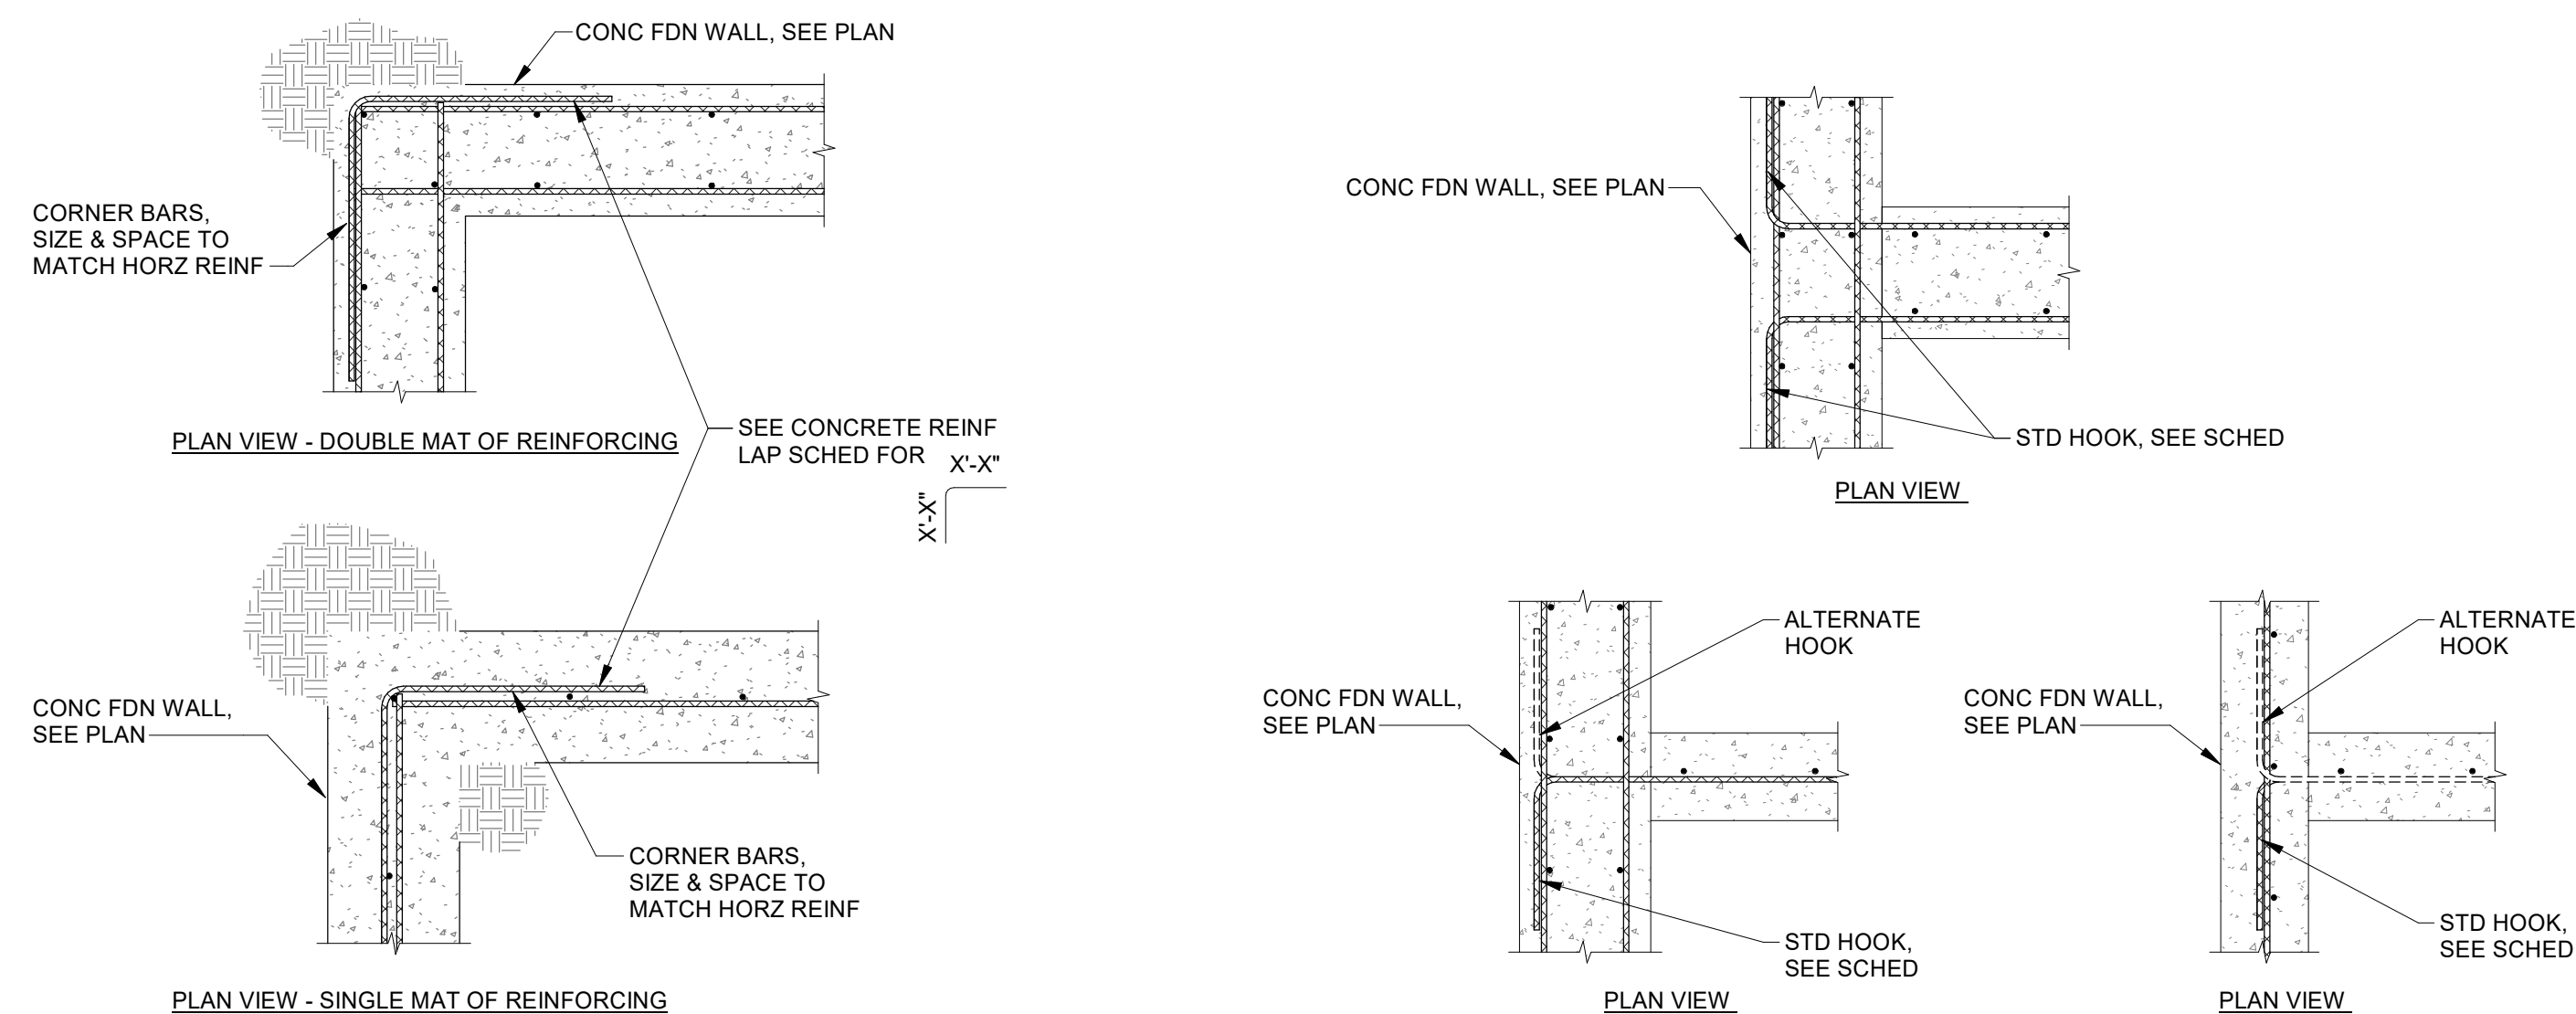 CONC FDN WALL, SEE PLAN
CORNER BARS,
SIZE & SPACE TO
MATCH HORZ REINF
PLAN VIEW - DOUBLE MAT OF REINFORCING
SEE CONCRETE REINF
LAP SCHED FOR
X'-X"
X'-X"
CONC FDN WALL,
SEE PLAN
CORNER BARS,
SIZE & SPACE TO
MATCH HORZ REINF
PLAN VIEW - SINGLE MAT OF REINFORCING
CONC FDN WALL, SEE PLAN
STD HOOK, SEE SCHED
PLAN VIEW
ALTERNATE
HOOK
CONC FDN WALL,
SEE PLAN
STD HOOK,
SEE SCHED
PLAN VIEW
ALTERNATE
HOOK
CONC FDN WALL,
SEE PLAN
STD HOOK,
SEE SCHED
PLAN VIEW